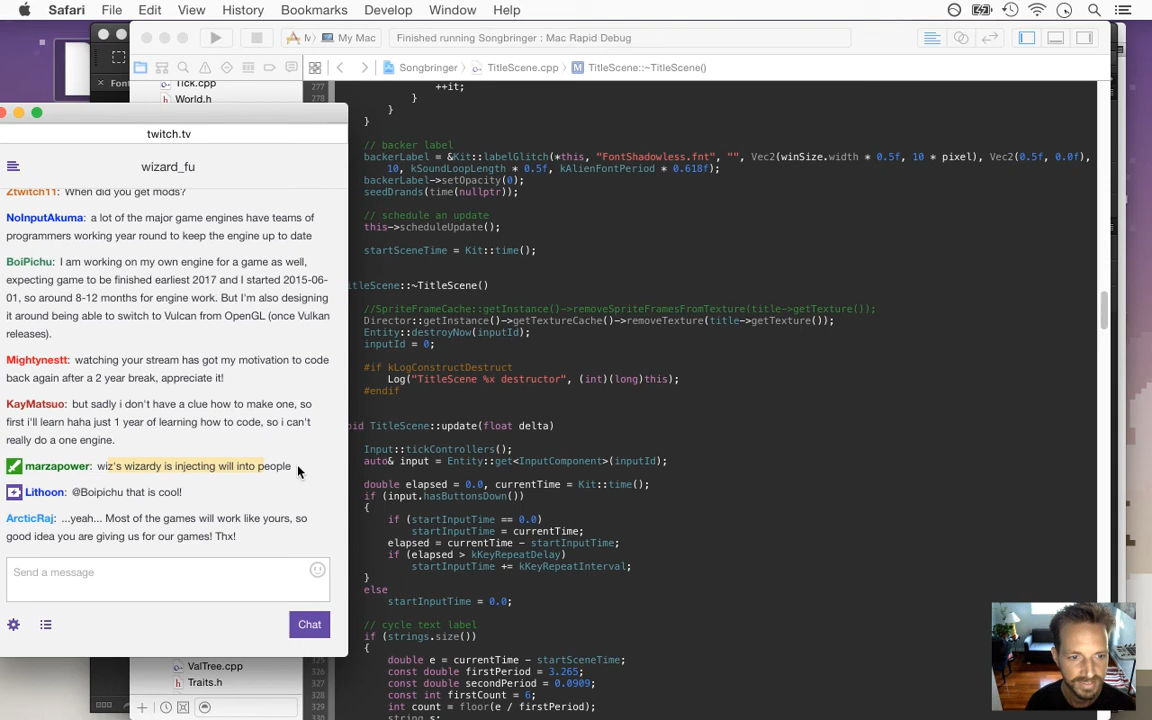 Safari File Edit View History Bookmarks Develop Window Help
My Mac
Finished running Songbringer : Mac Rapid Debug
Songbringer
TitleScene.cpp
TitleScene::~TitleScene()
Font
Tick.cpp
World.h
twitch.tv
wizard_fu
Ztwitch11: When did you get mods?
NoInputAkuma: a lot of the major game engines have teams of
programmers working year round to keep the engine up to date
BoiPichu: I am working on my own engine for a game as well,
expecting game to be finished earliest 2017 and I started 2015-06-
01, so around 8-12 months for engine work. But I'm also designing
it around being able to switch to Vulcan from OpenGL (once Vulkan
releases).
Mightynestt: watching your stream has got my motivation to code
back again after a 2 year break, appreciate it!
KayMatsuo: but sadly i don't have a clue how to make one, so
first i'll learn haha just 1 year of learning how to code, so i can't
really do a one engine.
marzapower: wiz's wizardy is injecting will into people
Lithoon: @Boipichu that is cool!
ArcticRaj: ...yeah... Most of the games will work like yours, so
good idea you are giving us for our games! Thx!
Send a message
Chat
ValTree.cpp
Traits.h
277
++it;
278
}
}
}
// backer label
backerLabel = &Kit::labelGlitch(*this, "FontShadowless.fnt", "", Vec2(winSize.width * 0.5f, 10 * pixel), Vec2(0.5f, 0.0f),
10, kSoundLoopLength * 0.5f, kAlienFontPeriod * 0.618f);
backerLabel->setOpacity(0);
seedDrands(time(nullptr));
// schedule an update
this->scheduleUpdate();
startSceneTime = Kit::time();
itleScene::~TitleScene()
//SpriteFrameCache::getInstance()->removeSpriteFramesFromTexture(title->getTexture());
Director::getInstance()->getTextureCache()->removeTexture(title->getTexture());
Entity::destroyNow(inputId);
inputId = 0;
#if kLogConstructDestruct
Log("TitleScene %x destructor", (int)(long)this);
#endif
oid TitleScene::update(float delta)
Input::tickControllers();
auto& input = Entity::get<InputComponent>(inputId);
double elapsed = 0.0, currentTime = Kit::time();
if (input.hasButtonsDown())
{
if (startInputTime == 0.0)
startInputTime = currentTime;
elapsed = currentTime - startInputTime;
if (elapsed > kKeyRepeatDelay)
startInputTime += kKeyRepeatInterval;
}
else
startInputTime = 0.0;
// cycle text label
if (strings.size())
{
325 double e = currentTime - startSceneTime;
326 const double firstPeriod = 3.265;
327 const double secondPeriod = 0.0909;
328 const int firstCount = 6;
329 int count = floor(e / firstPeriod);
330 string s;